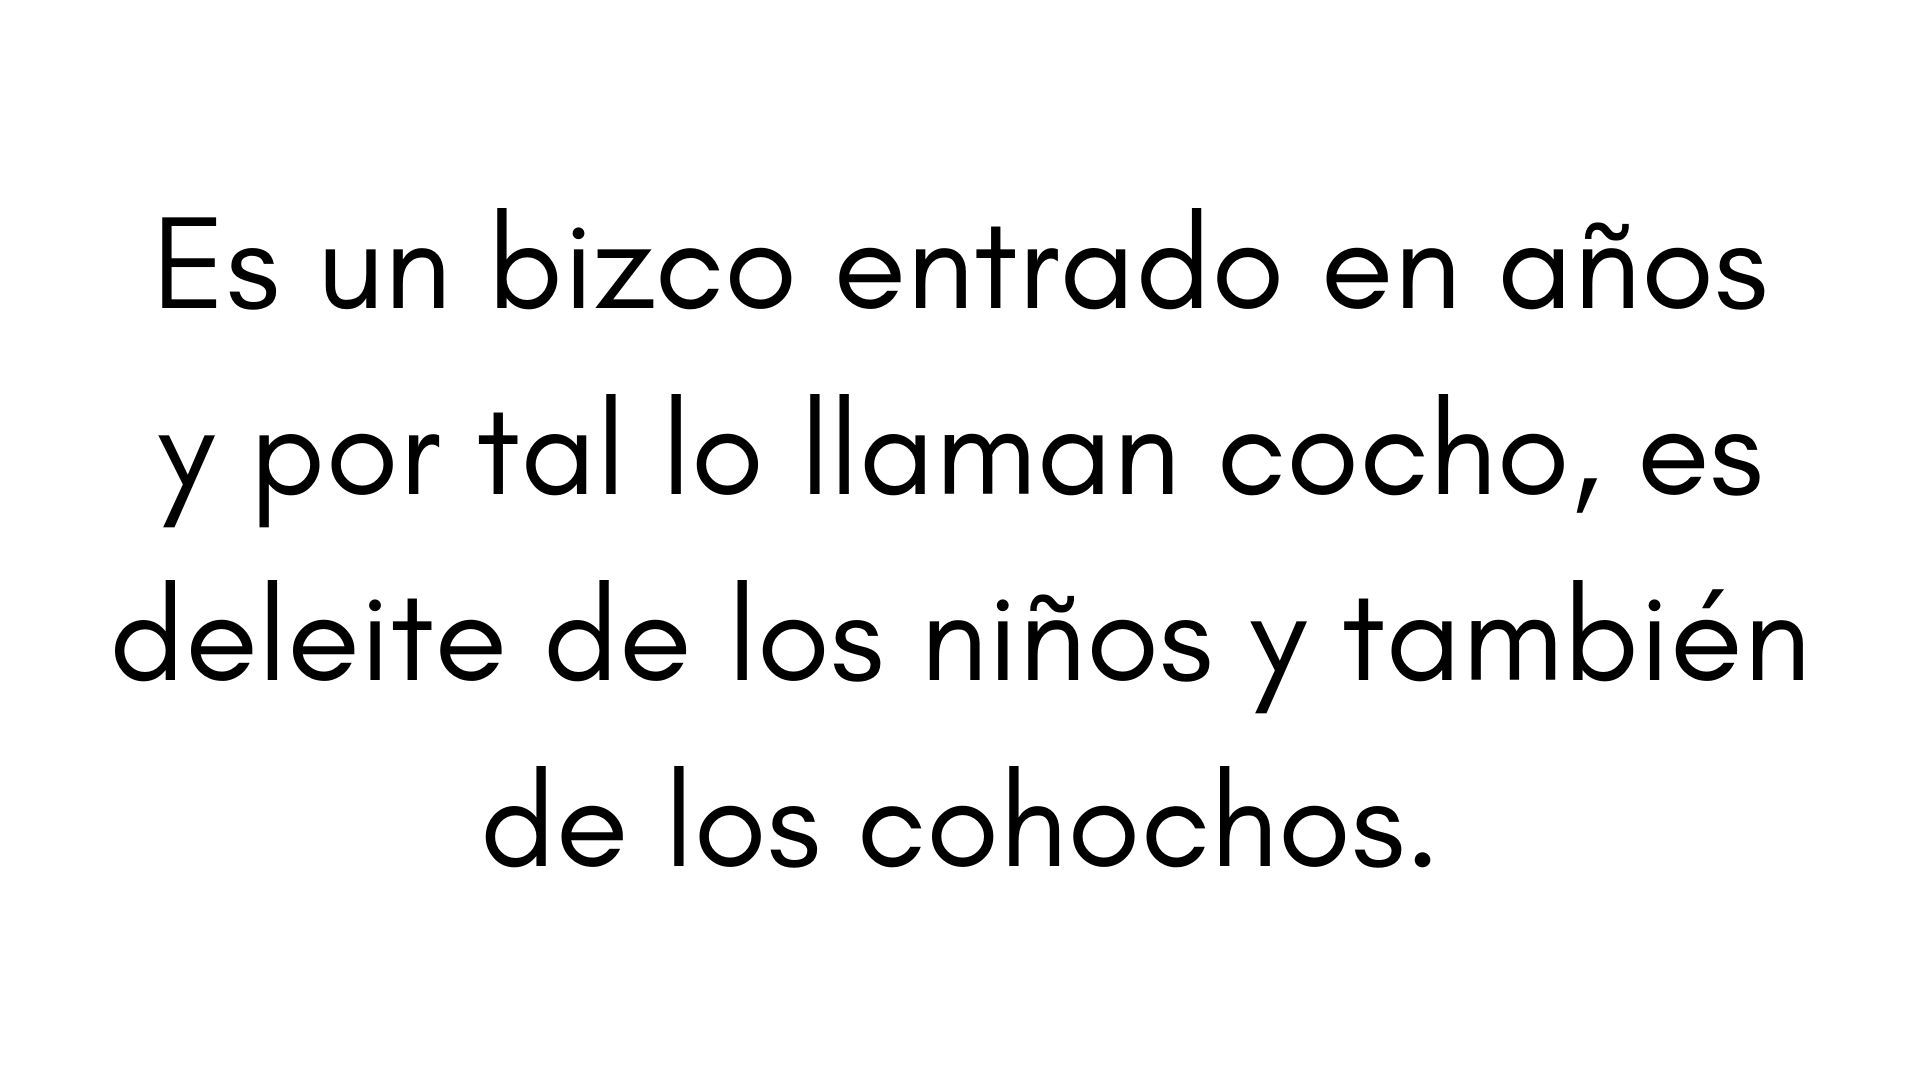 Es un bizco entrado en años
y por tal lo llaman cocho, es
deleite de los niños y también
de los cohochos.